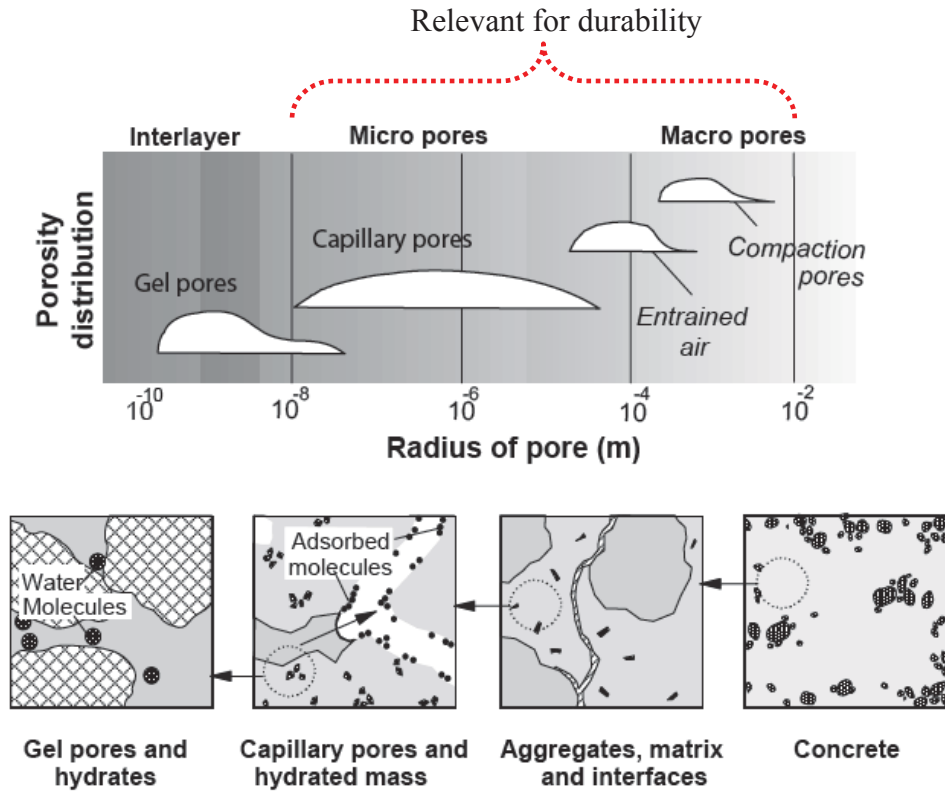 Relevant for durability
Interlayer
Micro pores
Macro pores
Porosity
distribution
Gel pores
Capillary pores
Entrained
air
Compaction
pores
10⁻¹⁰
10⁻⁸
10⁻⁶
10⁻⁴
10⁻²
Radius of pore (m)
Water
Molecules
Adsorbed
molecules
Gel pores and
hydrates
Capillary pores and
hydrated mass
Aggregates, matrix
and interfaces
Concrete